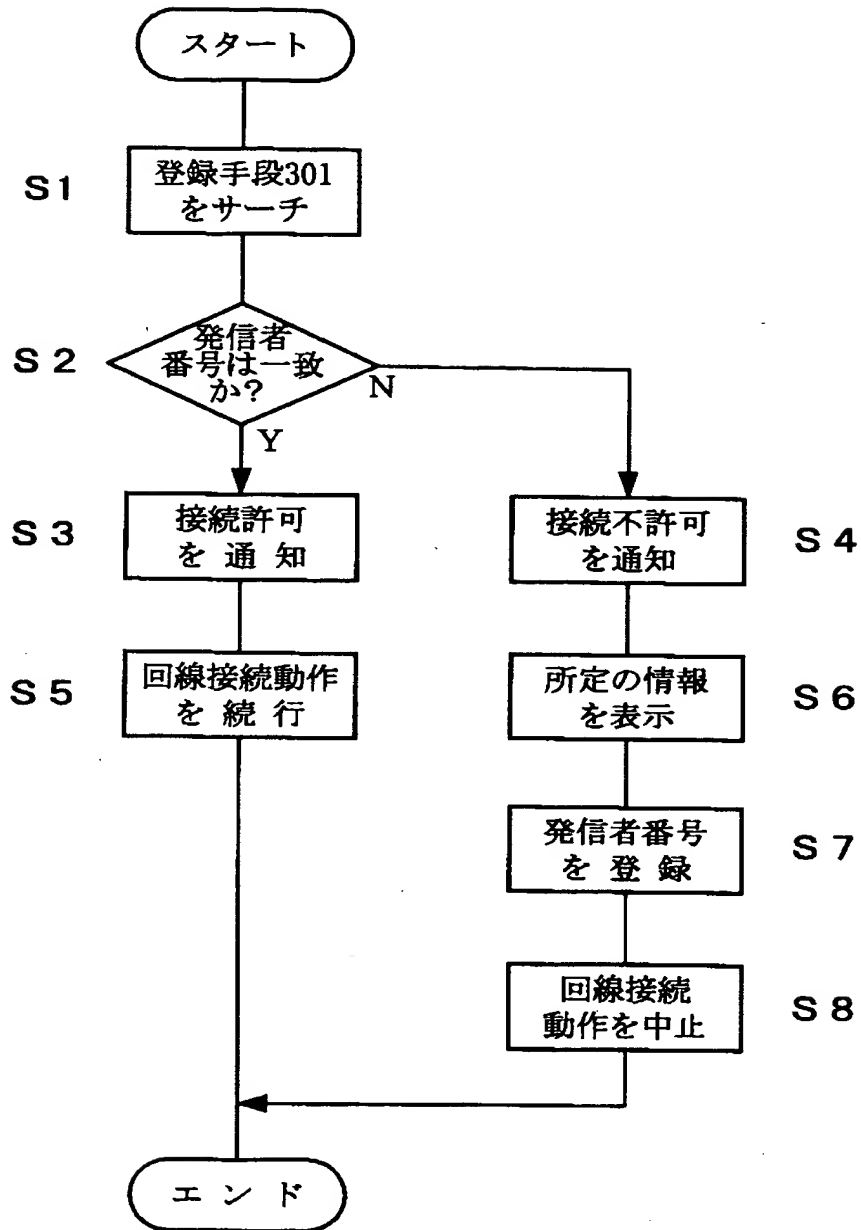 スタート
S1
登録手段301
をサーチ
S2
発信者
番号は一致
か?
N
Y
S3
接続許可
を通知
接続不許可
を通知
S4
S5
回線接続動作
を続行
所定の情報
を表示
S6
発信者番号
を登録
S7
回線接続
動作を中止
S8
エンド